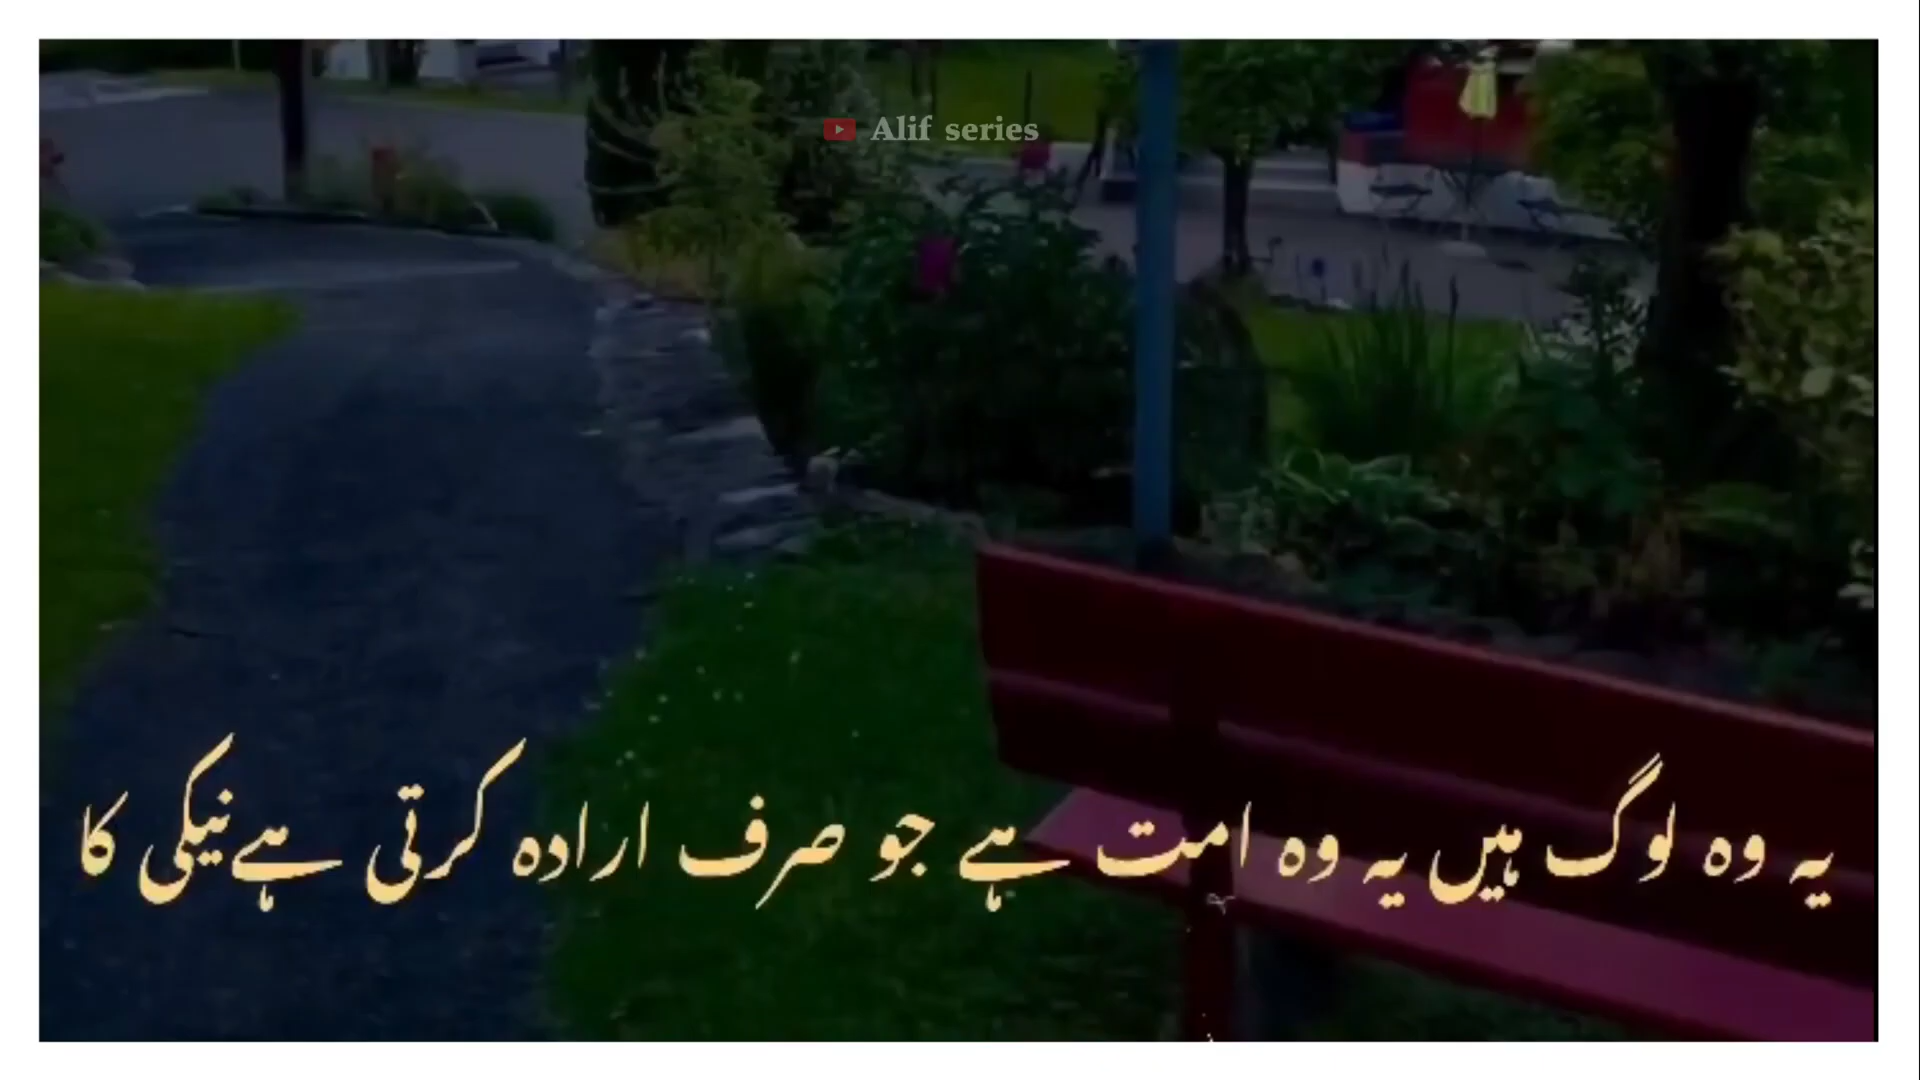 Alif series
یہ وہ لوگ ہیں یہ وہ امت ہے جو صرف ارادہ کرتی ہے نیکی کا